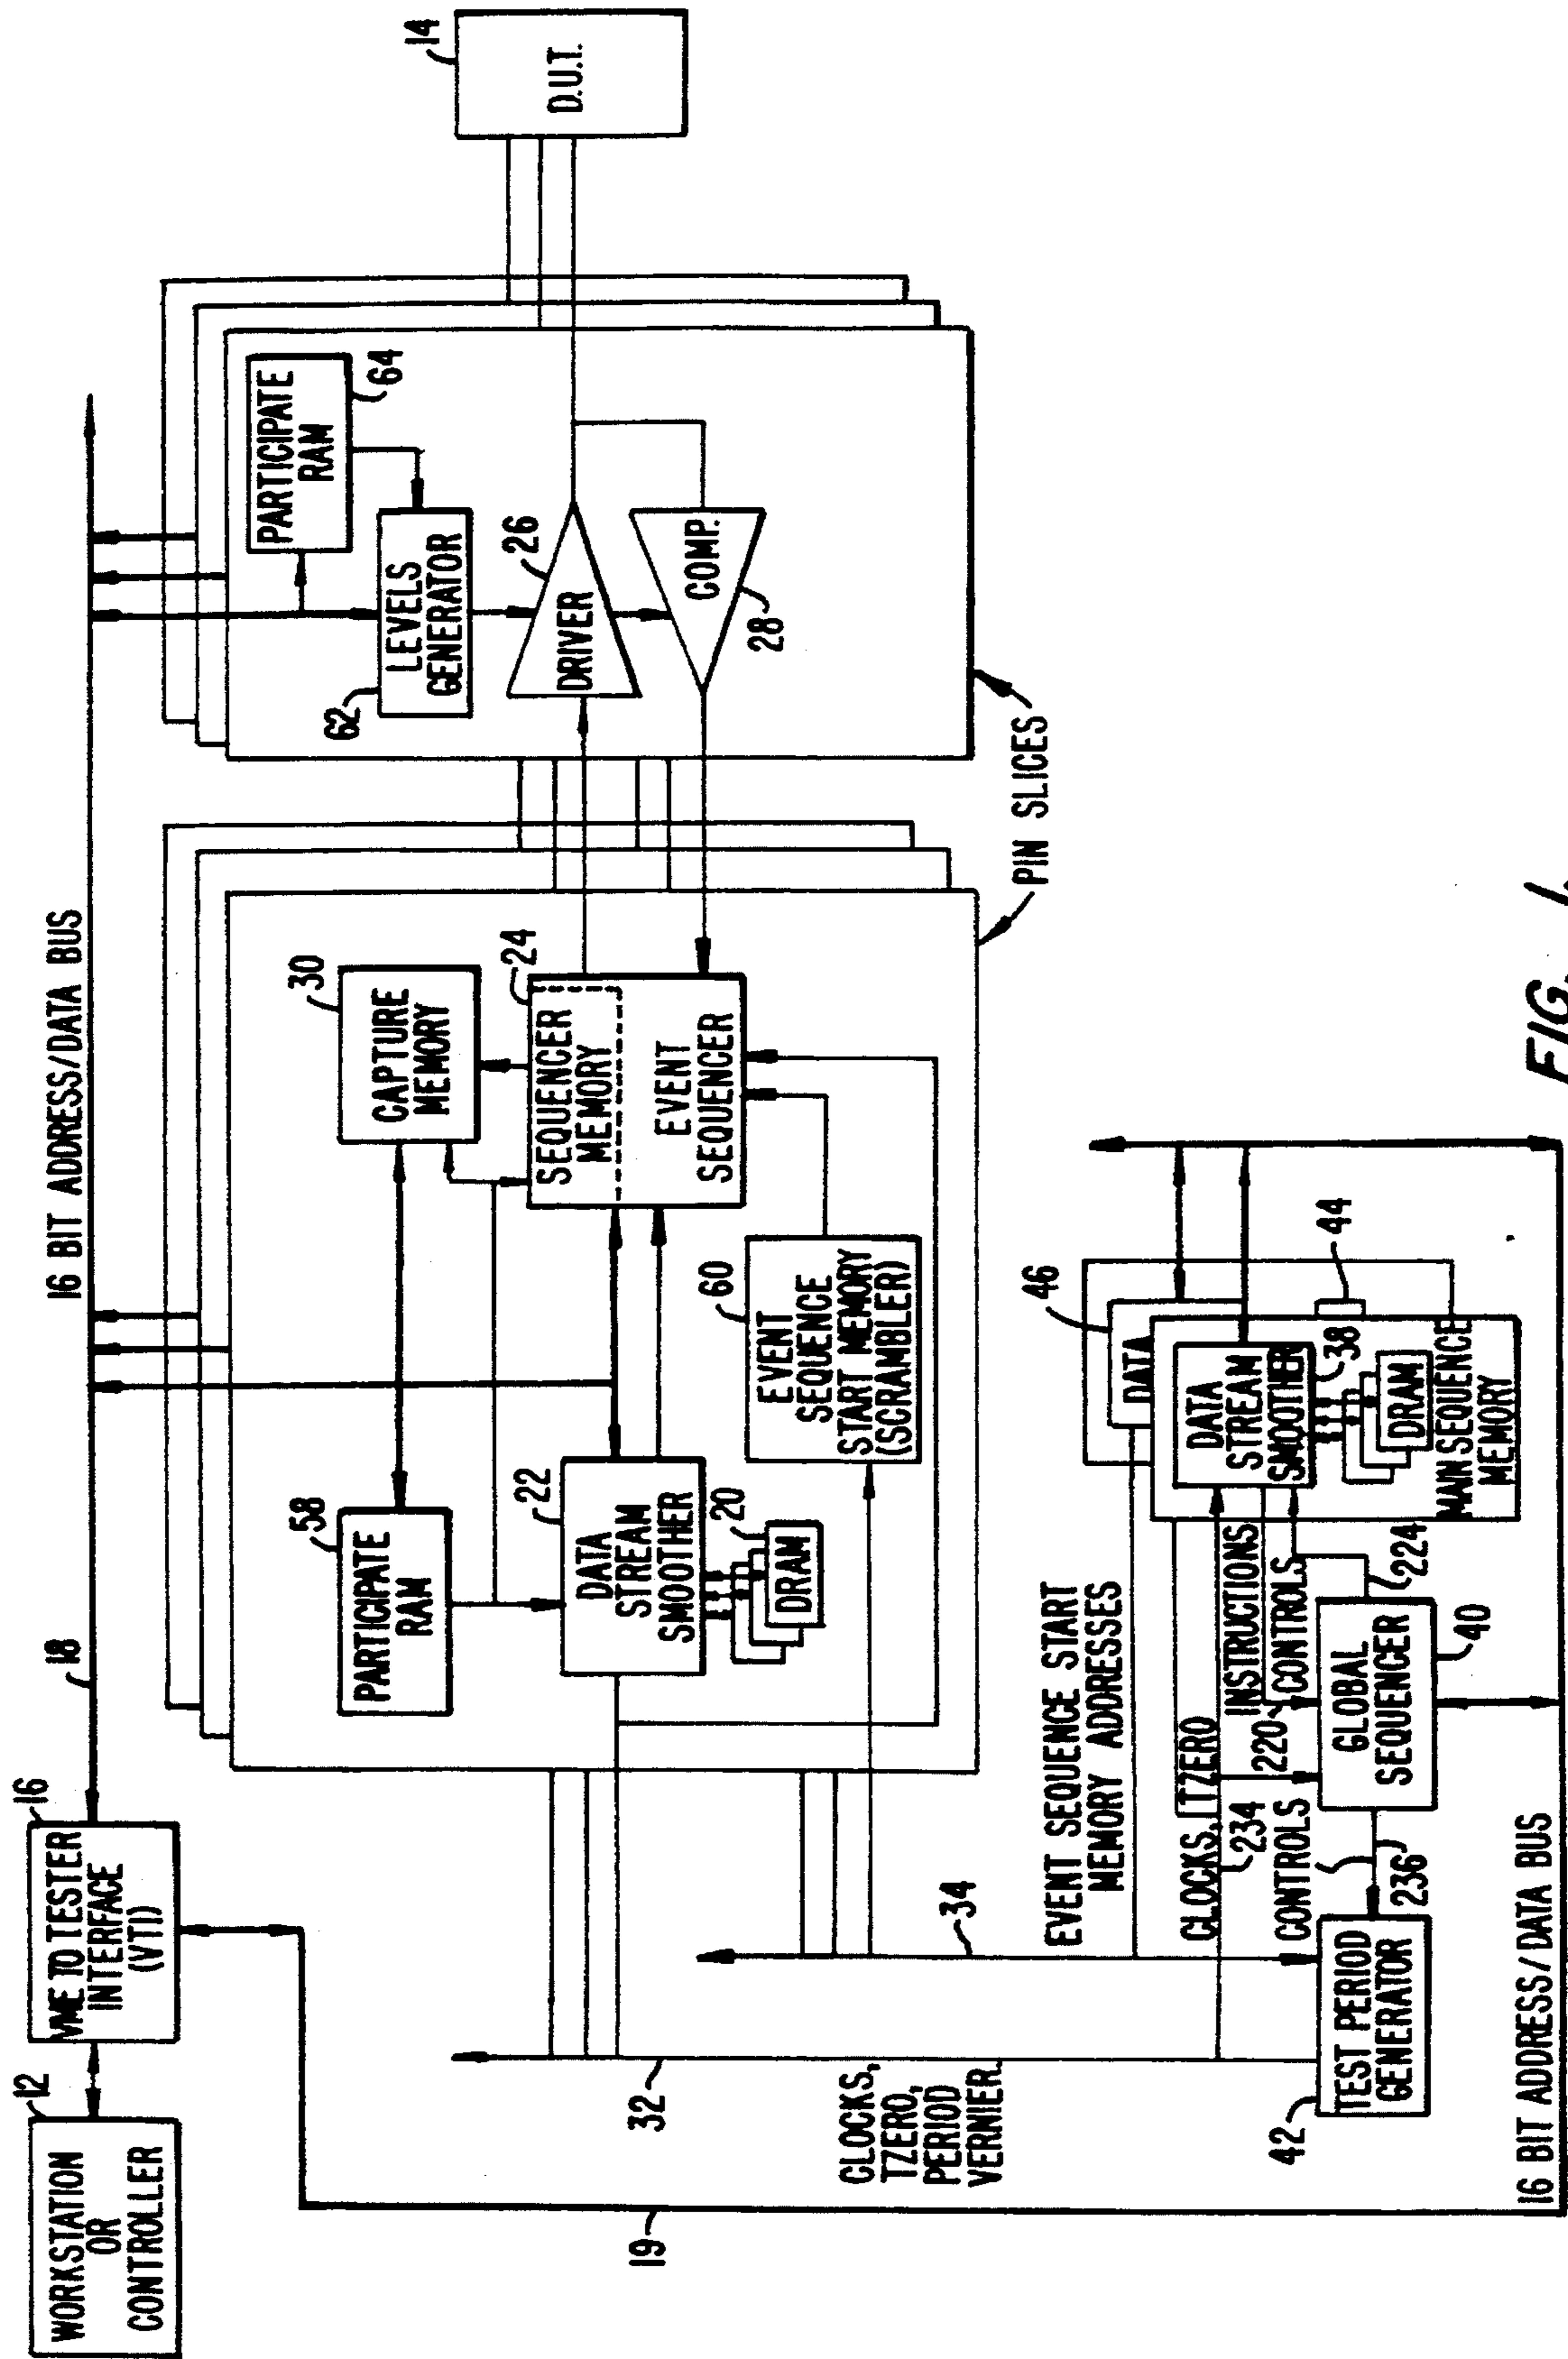 12
WORKSTATION
OR
CONTROLLER
16
VME TO TESTER
INTERFACE
(VTI)
18
16 BIT ADDRESS/DATA BUS
19
58
PARTICIPATE
RAM
30
CAPTURE
MEMORY
22
DATA
STREAM
SMOOTHER
20
DRAM
24
SEQUENCER
MEMORY
EVENT
SEQUENCER
60
EVENT
SEQUENCE
START MEMORY
(SCRAMBLER)
PARTICIPATE
RAM
64
62
LEVELS
GENERATOR
26
DRIVER
COMP.
28
14
D.U.T.
PIN SLICES
32
34
CLOCKS,
TZERO,
PERIOD
VERNIER
EVENT SEQUENCE START
MEMORY ADDRESSES
46
DATA
DATA
STREAM
SMOOTHER
38
DRAM
44
MAIN SEQUENCE
MEMORY
CLOCKS, TZERO
234
INSTRUCTIONS
220
CONTROLS
224
CONTROLS
236
42
TEST PERIOD
GENERATOR
GLOBAL
SEQUENCER
40
16 BIT ADDRESS/DATA BUS
FIG. 1.